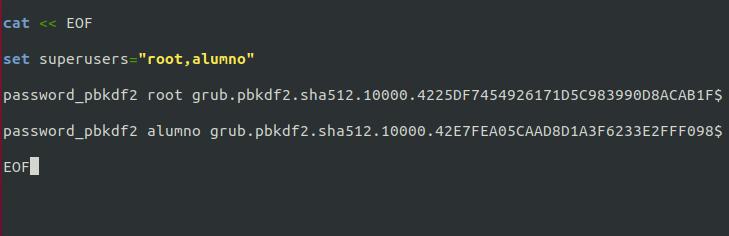 cat << EOF
set superusers="root,alumno"
password_pbkdf2 root grub.pbkdf2.sha512.10000.4225DF7454926171D5C983990D8ACAB1F$
password_pbkdf2 alumno grub.pbkdf2.sha512.10000.42E7FEA05CAAD8D1A3F6233E2FFF098$
EOF